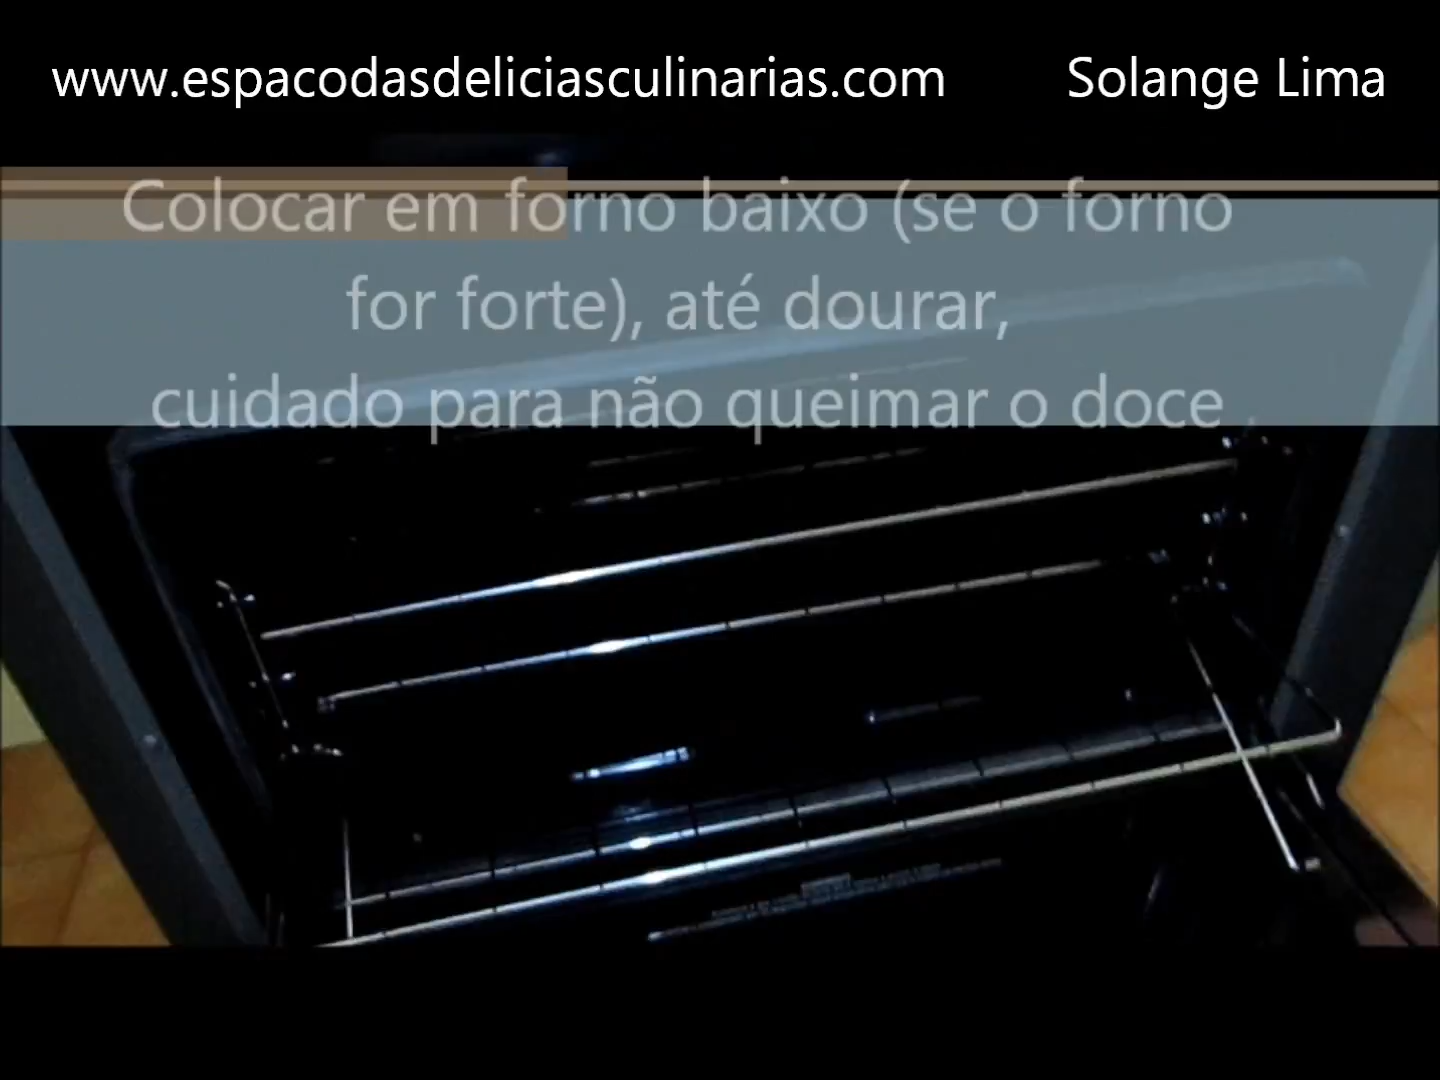 www.espacodasdeliciasculinarias.com Solange Lima
Colocar em forno baixo (se o forno
for forte), até dourar,
cuidado para não queimar o doce